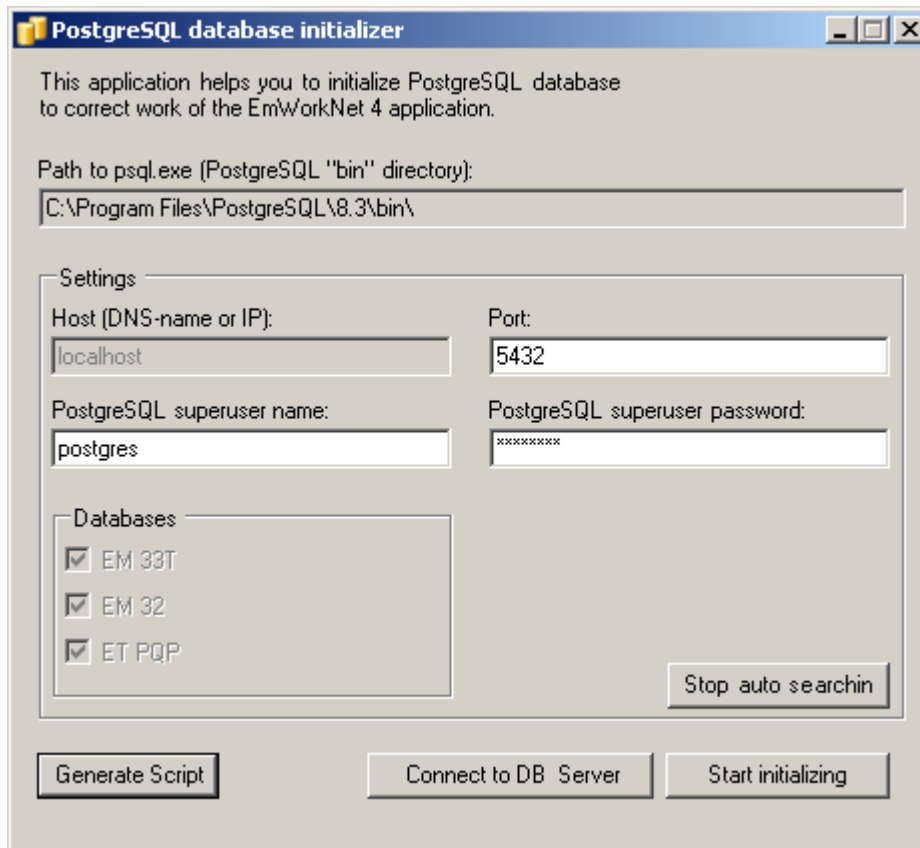 PostgreSQL database initializer
This application helps you to initialize PostgreSQL database
to correct work of the EmWorkNet 4 application.
Path to psql.exe (PostgreSQL "bin" directory):
C:\Program Files\PostgreSQL\8.3\bin\
Settings
Host (DNS-name or IP): Port:
localhost 5432
PostgreSQL superuser name: PostgreSQL superuser password:
postgres ××××××××
Databases
EM 33T
EM 32
ET PQP
Stop auto searchin
Generate Script Connect to DB Server Start initializing